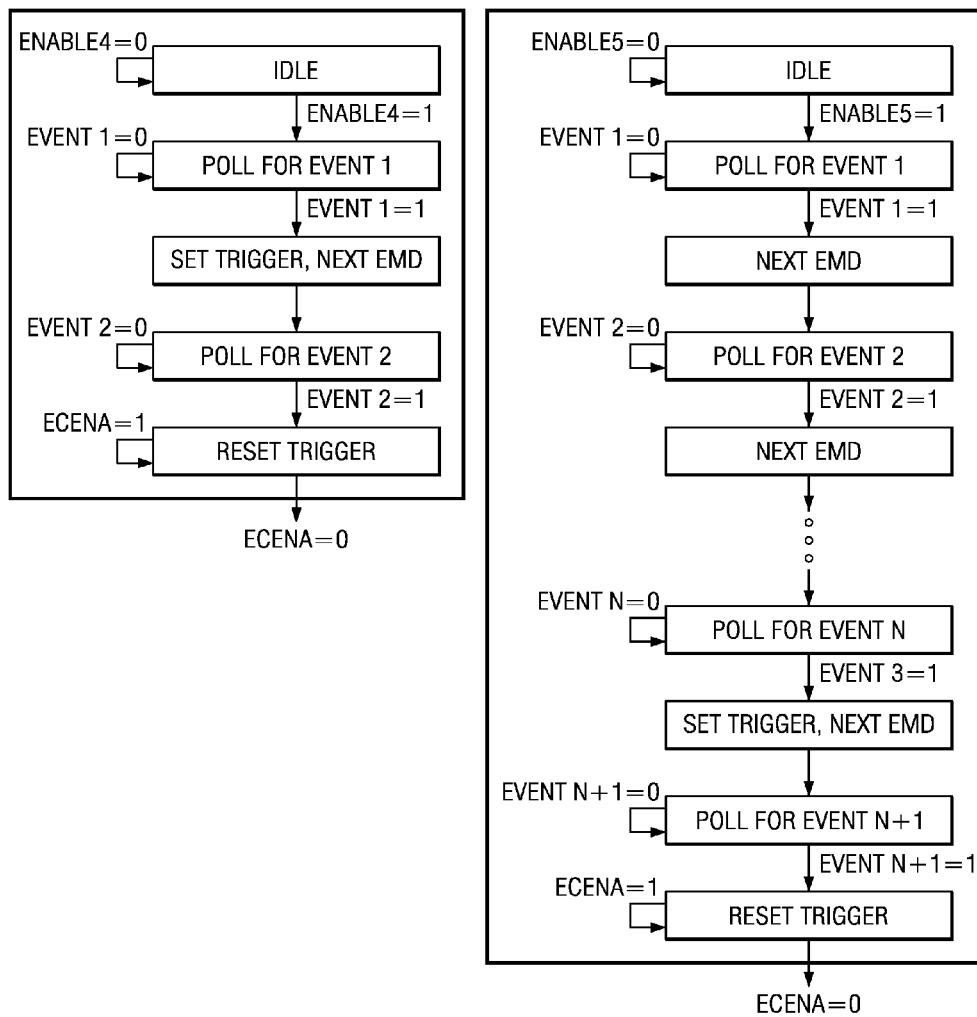 ENABLE4=0
IDLE
ENABLE4=1
EVENT 1=0
POLL FOR EVENT 1
EVENT 1=1
SET TRIGGER, NEXT EMD
EVENT 2=0
POLL FOR EVENT 2
EVENT 2=1
ECENA=1
RESET TRIGGER
ECENA=0
ENABLE5=0
IDLE
ENABLE5=1
EVENT 1=0
POLL FOR EVENT 1
EVENT 1=1
NEXT EMD
EVENT 2=0
POLL FOR EVENT 2
EVENT 2=1
NEXT EMD
EVENT N=0
POLL FOR EVENT N
EVENT 3=1
SET TRIGGER, NEXT EMD
EVENT N+1=0
POLL FOR EVENT N+1
EVENT N+1=1
ECENA=1
RESET TRIGGER
ECENA=0